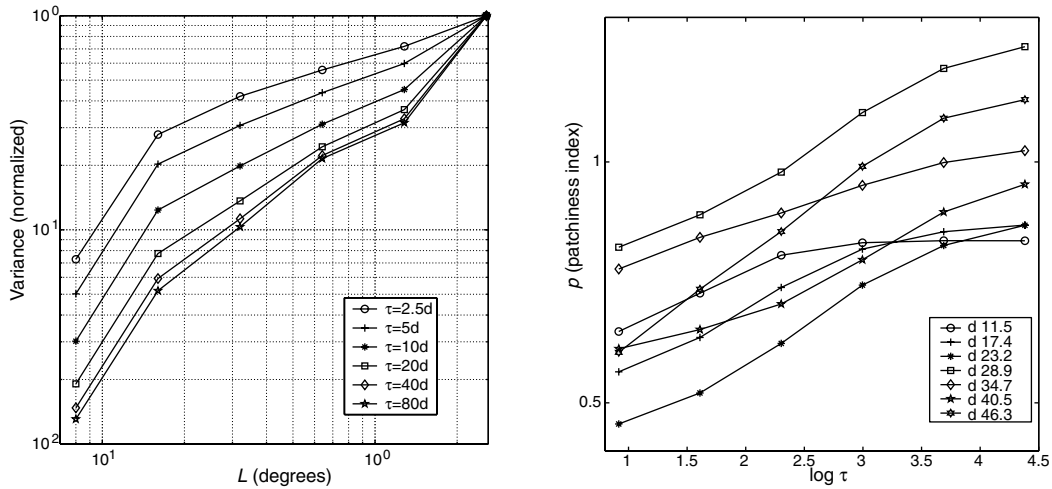 10^0
10^1
10^2
Variance (normalized)
10^1
10^0
L (degrees)
τ=2.5d
τ=5d
τ=10d
τ=20d
τ=40d
τ=80d
1
0.5
p (patchiness index)
1
1.5
2
2.5
3
3.5
4
4.5
log τ
d 11.5
d 17.4
d 23.2
d 28.9
d 34.7
d 40.5
d 46.3